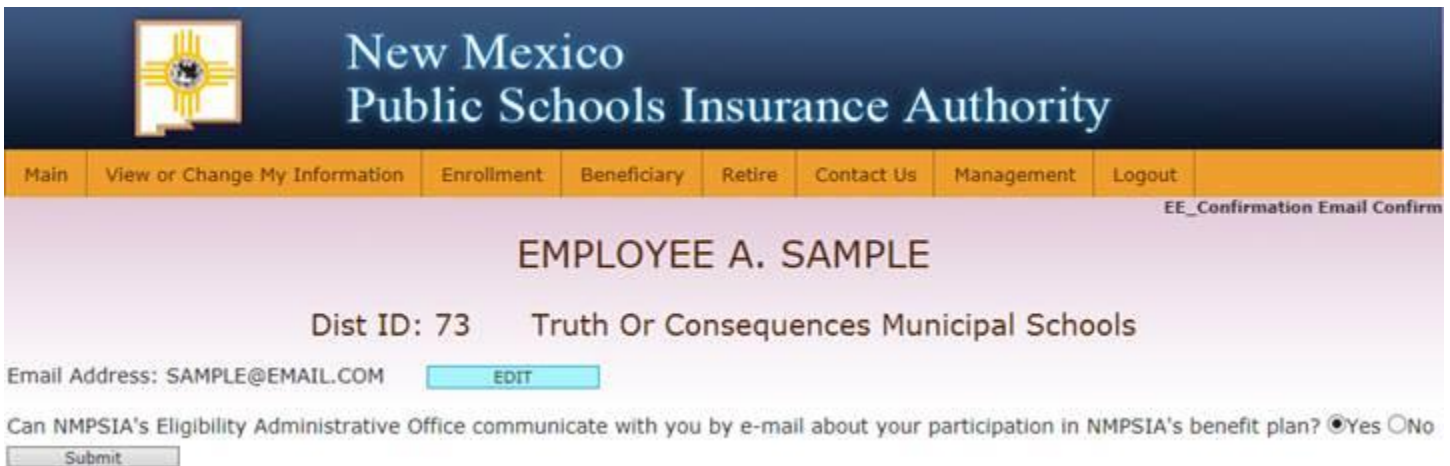 New Mexico
Public Schools Insurance Authority
Main View or Change My Information Enrollment Beneficiary Retire Contact Us Management Logout
EE_Confirmation Email Confirm
EMPLOYEE A. SAMPLE
Dist ID: 73 Truth Or Consequences Municipal Schools
Email Address: SAMPLE@EMAIL.COM EDIT
Can NMPSIA's Eligibility Administrative Office communicate with you by e-mail about your participation in NMPSIA's benefit plan? Yes No
Submit